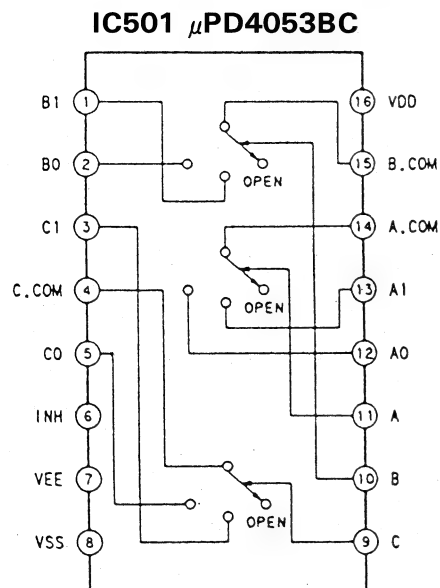 IC501 μPD4053BC
B1 1 16 VDD
B0 2 15 B.COM
OPEN
C1 3 14 A.COM
C.COM 4 13 A1
OPEN
C0 5 12 A0
INH 6 11 A
VEE 7 10 B
VSS 8 9 C
OPEN